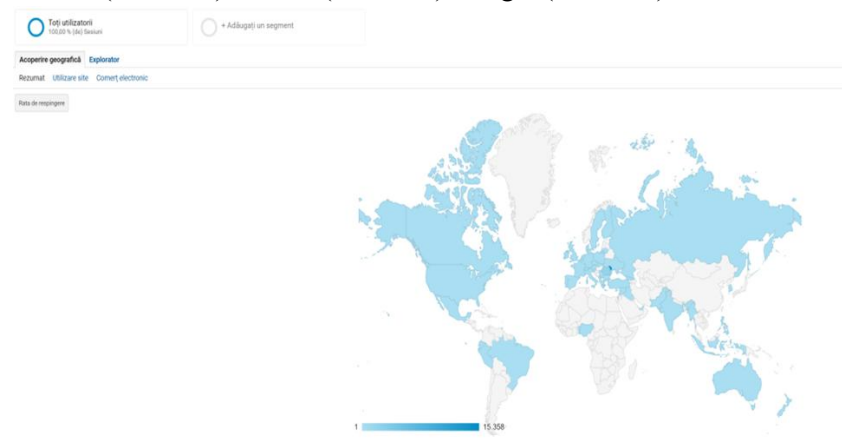 Toți utilizatorii
100,00 % (de) Sesiuni
+ Adăugați un segment
Acoperire geografică Explorator
Rezumat Utilizare site Comerț electronic
Rata de respingere
1 15.358